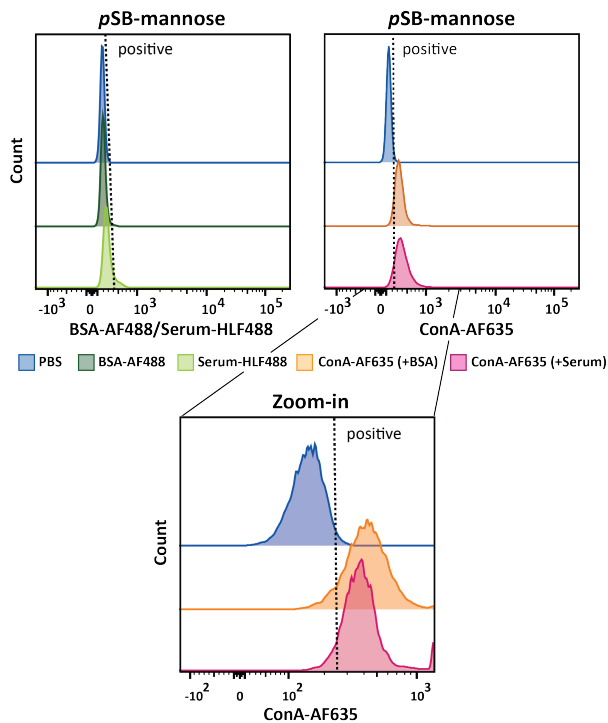 pSB-mannose
pSB-mannose
positive
positive
Count
-10³ 0 10³ 10⁴ 10⁵
-10³ 0 10³ 10⁴ 10⁵
BSA-AF488/Serum-HLF488
ConA-AF635
PBS BSA-AF488 Serum-HLF488 ConA-AF635 (+BSA) ConA-AF635 (+Serum)
Zoom-in
positive
Count
-10² 0 10² 10³
ConA-AF635